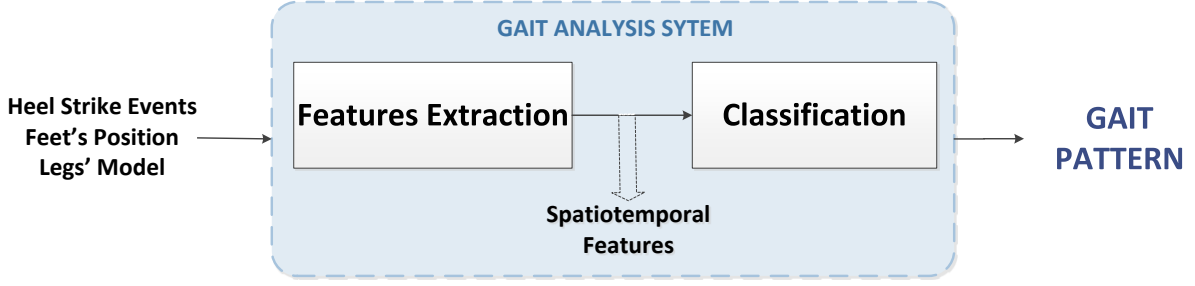 GAIT ANALYSIS SYTEM
Heel Strike Events
Feet's Position
Legs' Model
Features Extraction
Classification
Spatiotemporal
Features
GAIT
PATTERN